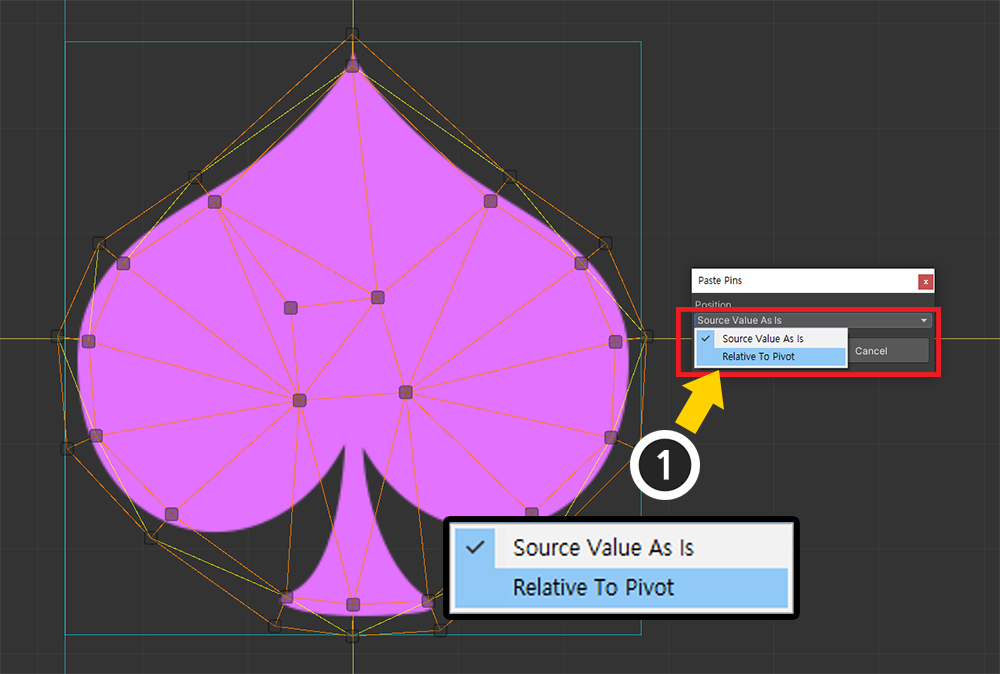 Paste Pins
x
Position
Source Value As Is
Source Value As Is
Relative To Pivot
Cancel
1
Source Value As Is
Relative To Pivot